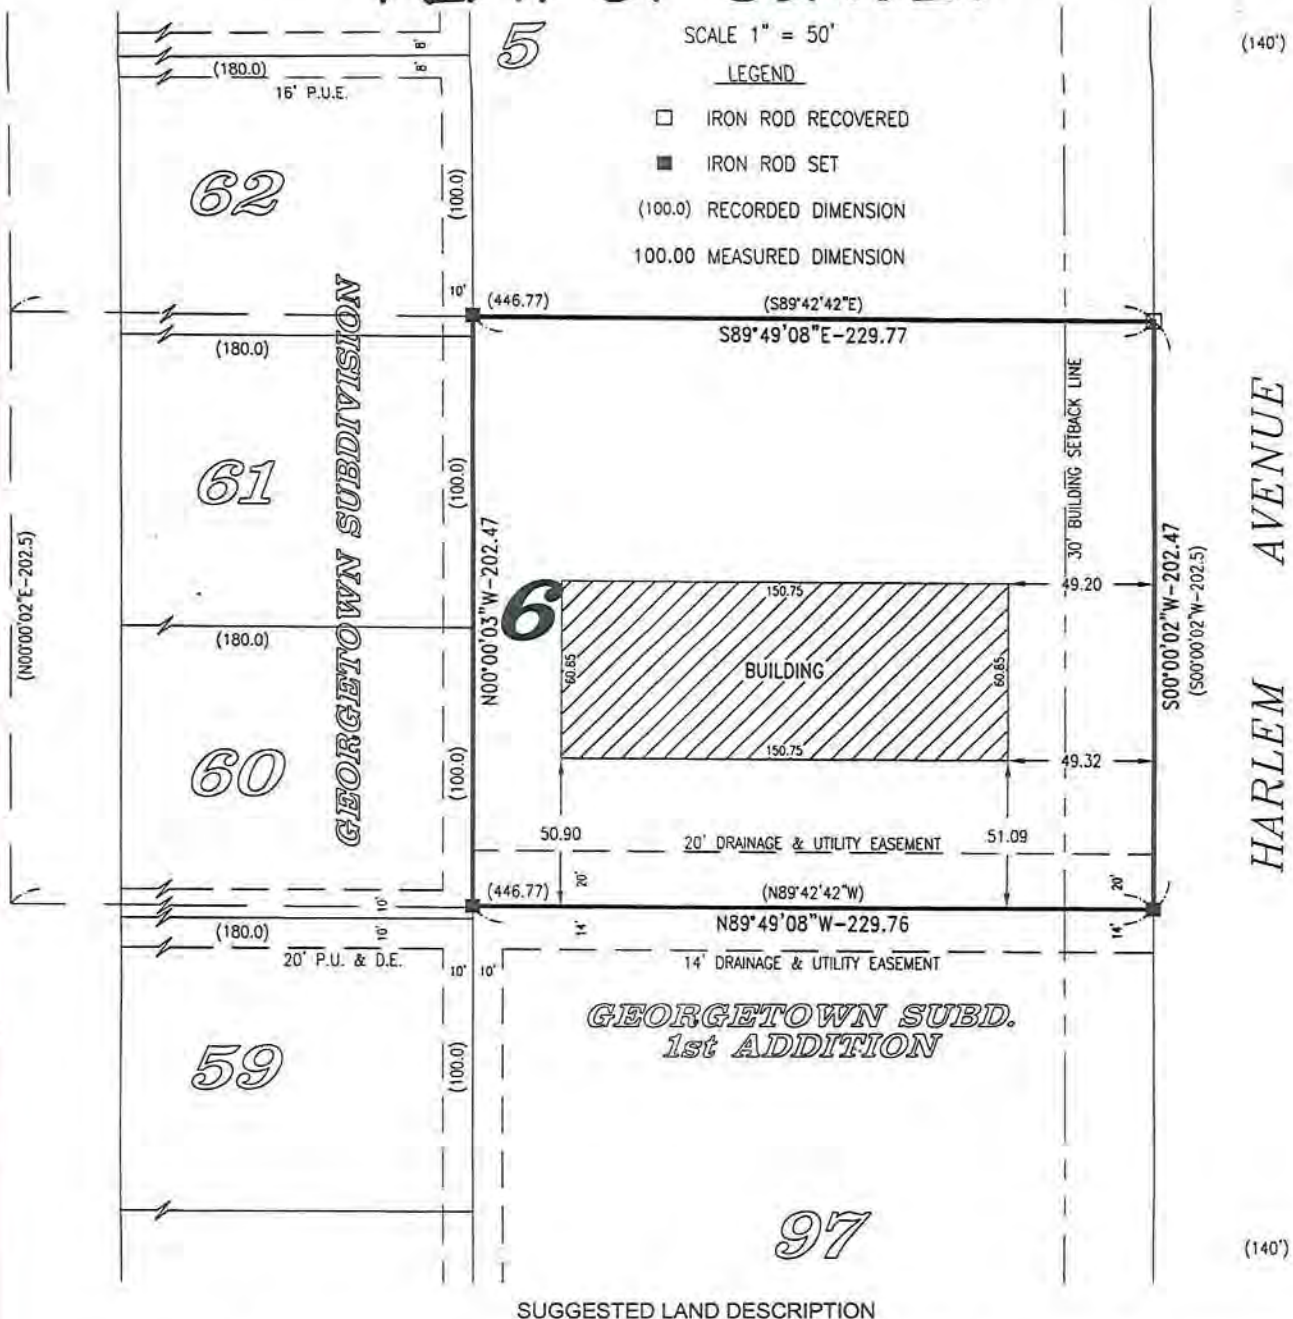 5
SCALE 1" = 50'
(140')
LEGEND
IRON ROD RECOVERED
IRON ROD SET
(100.0) RECORDED DIMENSION
100.00 MEASURED DIMENSION
8'
8'
(180.0)
16' P.U.E.
62
(100.0)
10'
(446.77)
(S89°42'42"E)
S89°49'08"E-229.77
(180.0)
61
(100.0)
GEORGETOWN SUBDIVISION
(N00°00'02"E-202.5)
N00°00'03"W-202.47
6
30' BUILDING SETBACK LINE
S00°00'02"W-202.47
(S00°00'02"W-202.5)
HARLEM AVENUE
150.75
49.20
60.85
BUILDING
60.85
150.75
49.32
(180.0)
60
(100.0)
50.90
20' DRAINAGE & UTILITY EASEMENT
51.09
20'
20'
(446.77)
(N89°42'42"W)
N89°49'08"W-229.76
10'
10'
(180.0)
14'
14'
20' P.U. & D.E.
10'
10'
14' DRAINAGE & UTILITY EASEMENT
GEORGETOWN SUBD.
1st ADDITION
59
(100.0)
97
(140')
SUGGESTED LAND DESCRIPTION